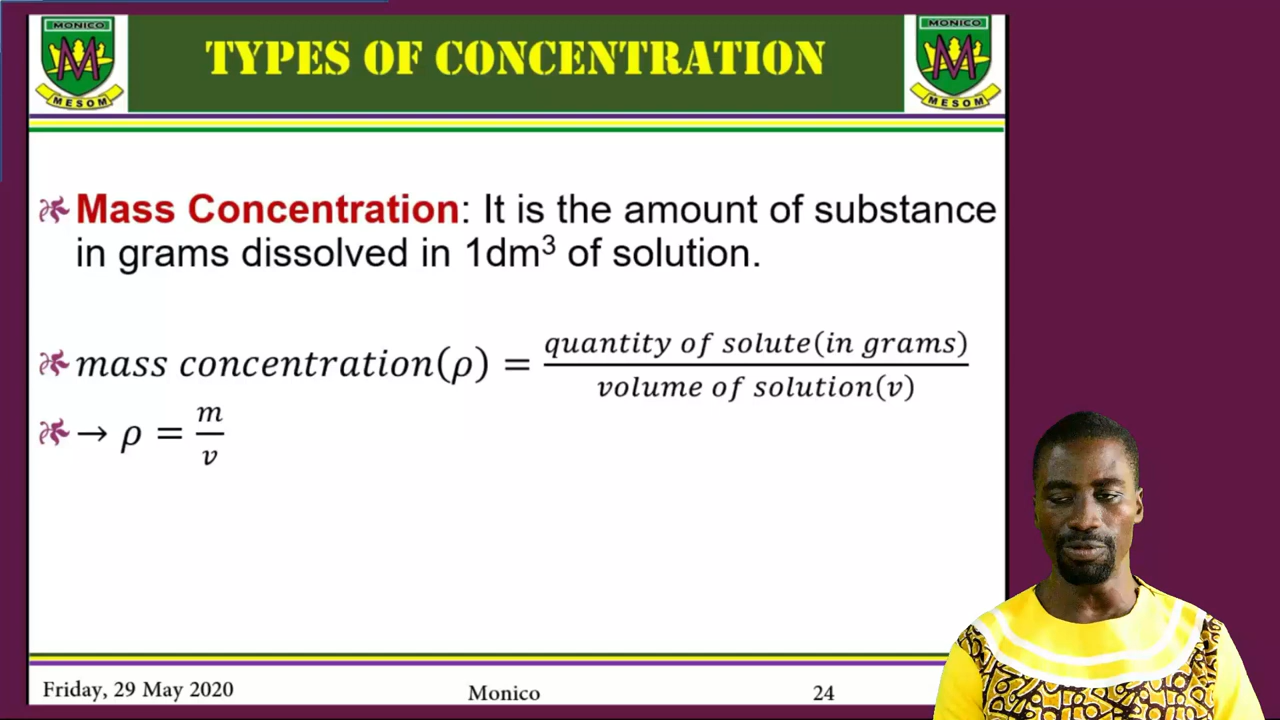 MONICO
MESOM
TYPES OF CONCENTRATION
MONICO
MESOM
Mass Concentration: It is the amount of substance
in grams dissolved in 1dm³ of solution.
mass concentration(ρ) = quantity of solute(in grams) / volume of solution(v)
→ ρ = m / v
Friday, 29 May 2020
Monico
24